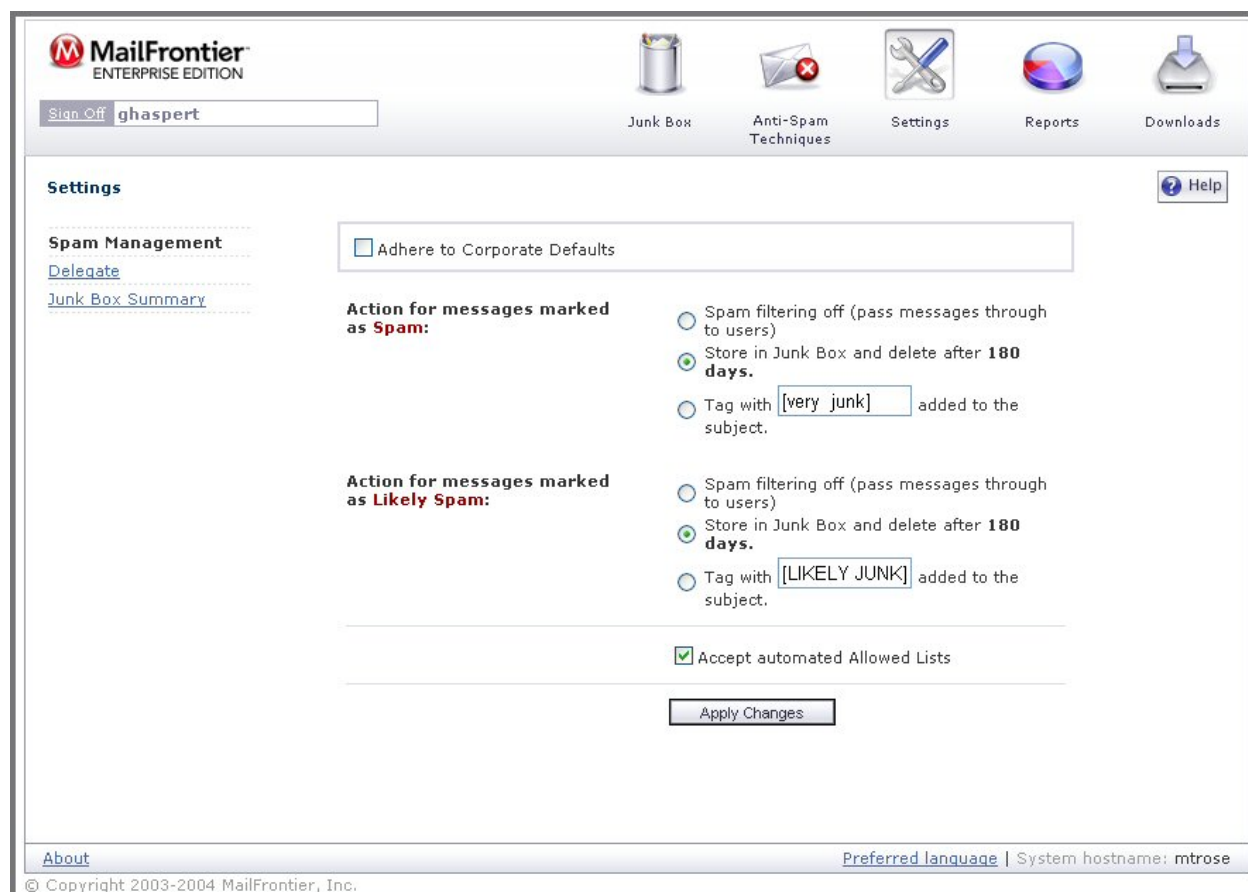 MailFrontier
ENTERPRISE EDITION
Sign Off ghaspert
Junk Box
Anti-Spam
Techniques
Settings
Reports
Downloads
Settings
Help
Spam Management
Delegate
Junk Box Summary
Adhere to Corporate Defaults
Action for messages marked
as Spam:
Spam filtering off (pass messages through
to users)
Store in Junk Box and delete after 180
days.
Tag with [very junk] added to the
subject.
Action for messages marked
as Likely Spam:
Spam filtering off (pass messages through
to users)
Store in Junk Box and delete after 180
days.
Tag with [LIKELY JUNK] added to the
subject.
Accept automated Allowed Lists
Apply Changes
About
Preferred language | System hostname: mtrose
© Copyright 2003-2004 MailFrontier, Inc.